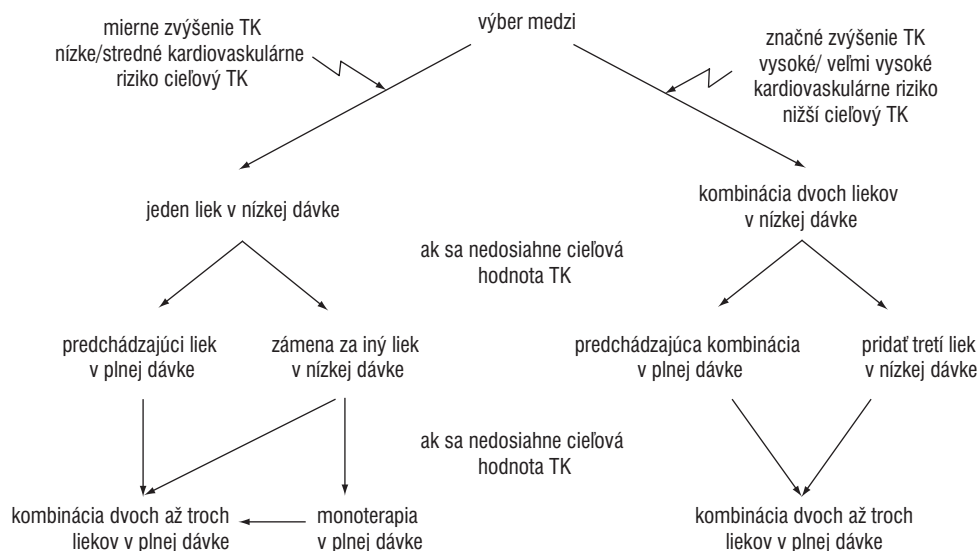 výber medzi
mierne zvýšenie TK
nízke/stredné kardiovaskulárne
riziko cieľový TK
značné zvýšenie TK
vysoké/ veľmi vysoké
kardiovaskulárne riziko
nižší cieľový TK
jeden liek v nízkej dávke
kombinácia dvoch liekov
v nízkej dávke
ak sa nedosiahne cieľová
hodnota TK
predchádzajúci liek
v plnej dávke
zámena za iný liek
v nízkej dávke
predchádzajúca kombinácia
v plnej dávke
pridať tretí liek
v nízkej dávke
ak sa nedosiahne cieľová
hodnota TK
kombinácia dvoch až troch
liekov v plnej dávke
monoterapia
v plnej dávke
kombinácia dvoch až troch
liekov v plnej dávke